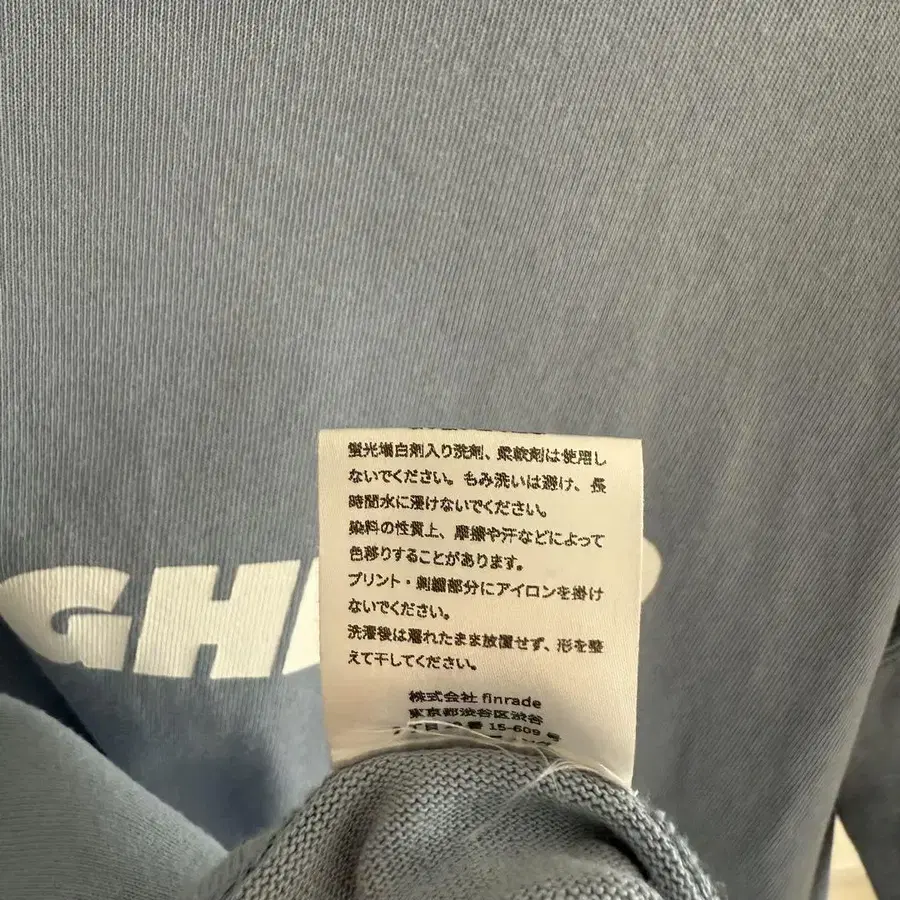 蛍光増白剤入り洗剤、柔軟剤は使用し
ないでください。もみ洗いは避け、長
時間水に浸けないでください。
染料の性質上、摩擦や汗などによって
色移りすることがあります。
プリント・刺繍部分にアイロンを掛け
ないでください。
洗濯後は濡れたまま放置せず、形を整
えて干してください。
株式会社 finrade
東京都渋谷区渋谷
15-609 号
GH